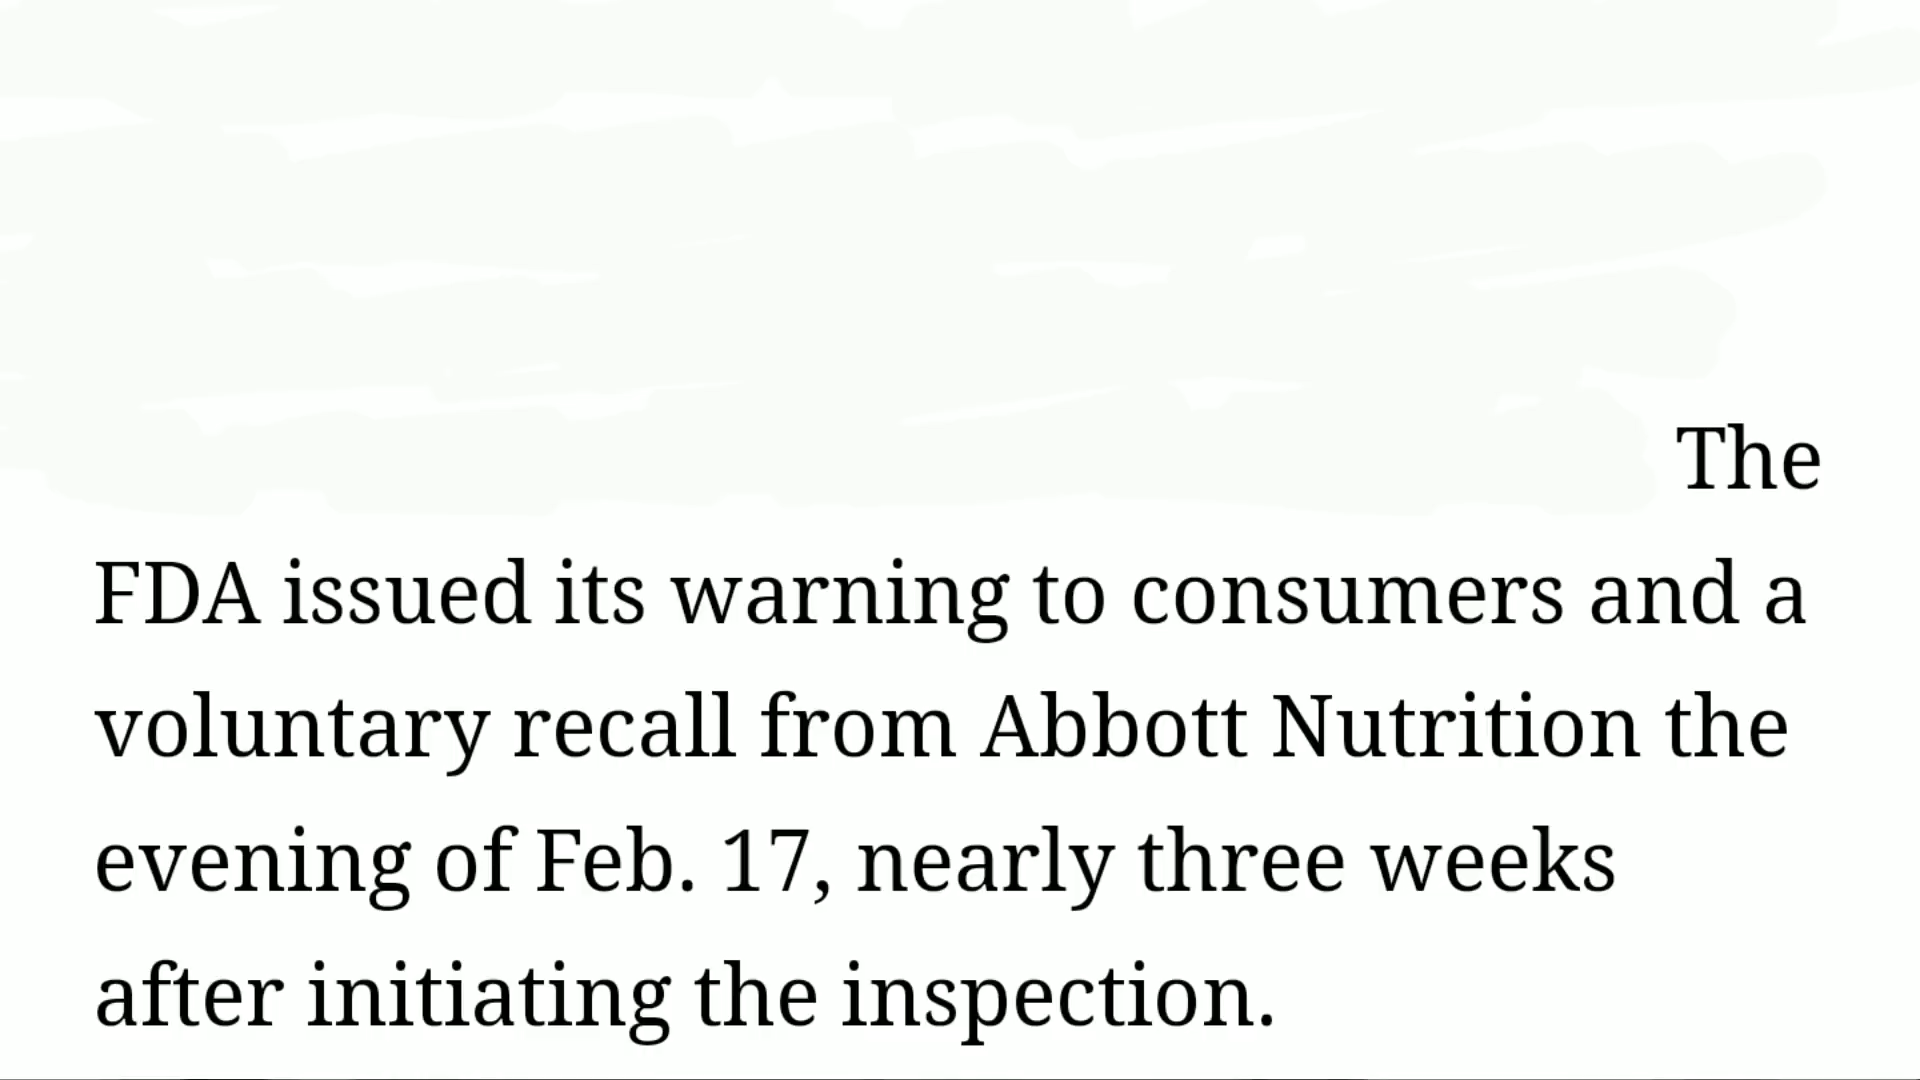 The
FDA issued its warning to consumers and a
voluntary recall from Abbott Nutrition the
evening of Feb. 17, nearly three weeks
after initiating the inspection.